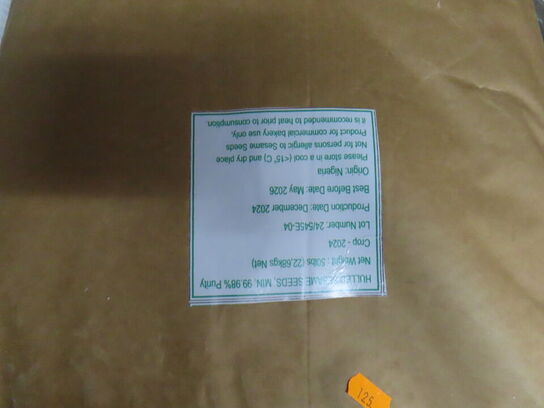 HULLED SESAME SEEDS, MIN. 99.98% Purity
Net Weight : 50lbs (22.68kgs Net)
Crop - 2024
Lot Number: 24/545E-04
Production Date: December 2024
Best Before Date: May 2026
Origin: Nigeria
Please store in a cool (<15°C) and dry place
Not for persons allergic to Sesame Seeds
Product for commercial bakery use only.
it is recommended to heat prior to consumption.
125